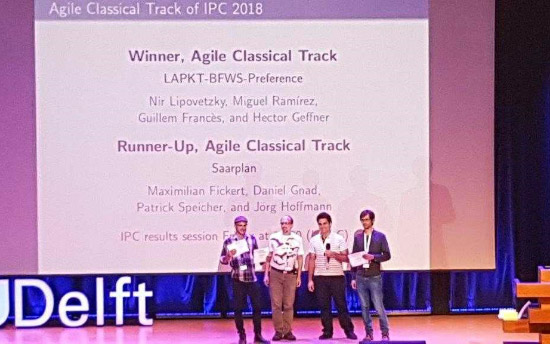 Agile Classical Track of IPC 2018
Winner, Agile Classical Track
LAPKT-BFWS-Preference
Nir Lipovetzky, Miguel Ramírez,
Guillem Francès, and Hector Geffner
Runner-Up, Agile Classical Track
Saarplan
Maximilian Fickert, Daniel Gnad,
Patrick Speicher, and Jörg Hoffmann
IPC results session
Delft